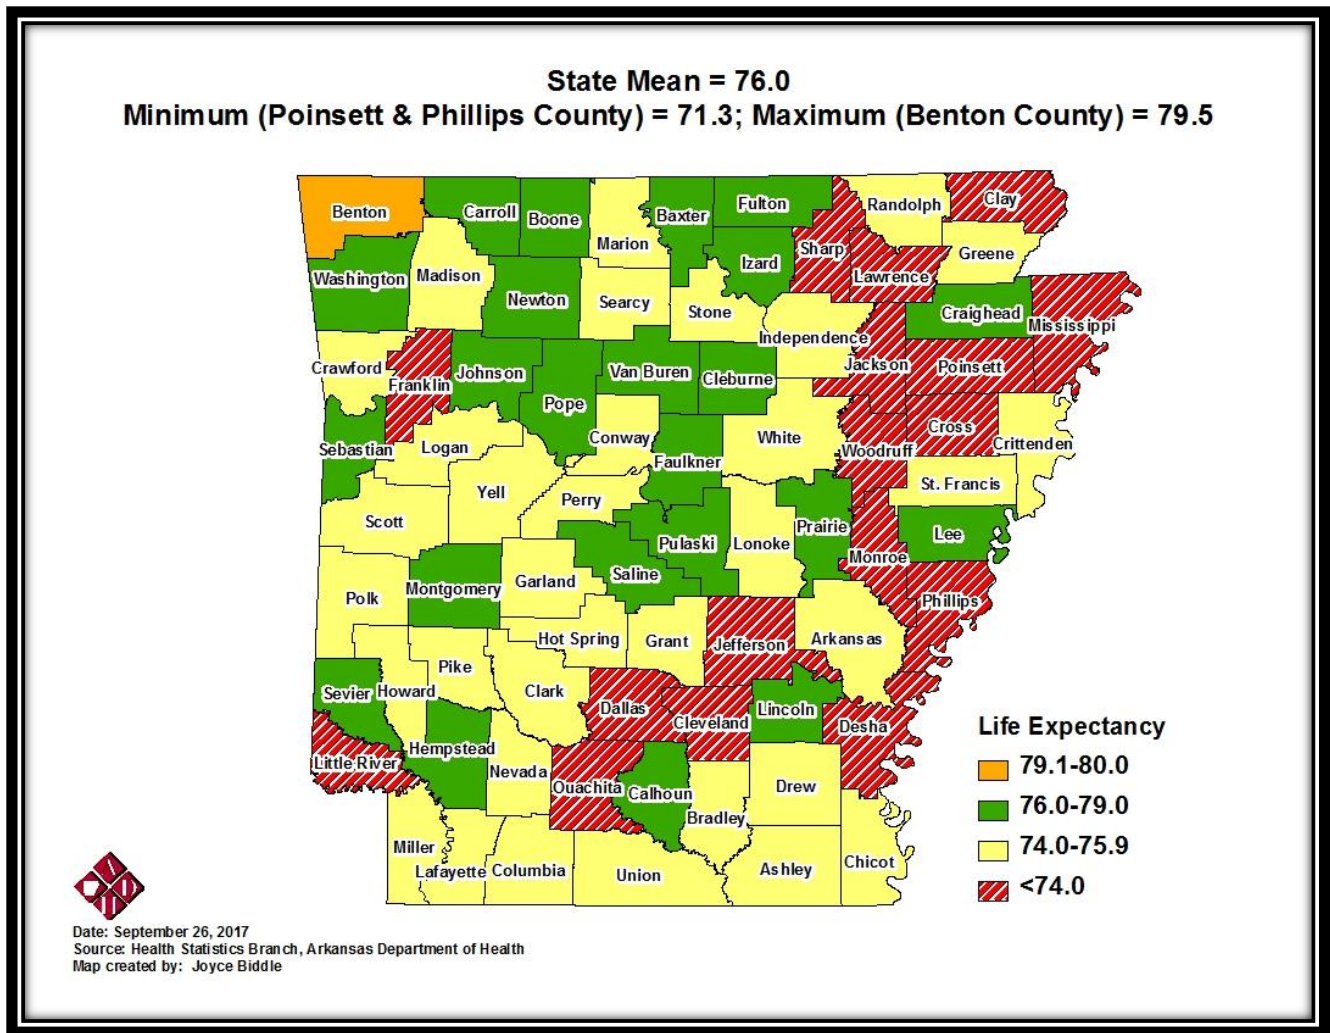 State Mean = 76.0
Minimum (Poinsett & Phillips County) = 71.3; Maximum (Benton County) = 79.5
Benton
Carroll
Boone
Marion
Baxter
Fulton
Sharp
Randolph
Clay
Washington
Madison
Newton
Searcy
Stone
Izard
Lawrence
Greene
Independence
Craighead
Mississippi
Crawford
Franklin
Johnson
Pope
Van Buren
Cleburne
Jackson
Poinsett
Sebastian
Logan
Conway
Faulkner
White
Woodruff
Cross
Crittenden
Scott
Yell
Perry
Pulaski
Lonoke
Prairie
St. Francis
Lee
Monroe
Polk
Montgomery
Garland
Saline
Phillips
Hot Spring
Grant
Jefferson
Arkansas
Sevier
Howard
Pike
Clark
Dallas
Cleveland
Lincoln
Desha
Little River
Hempstead
Nevada
Ouachita
Calhoun
Bradley
Drew
Miller
Lafayette
Columbia
Union
Ashley
Chicot
Life Expectancy
79.1-80.0
76.0-79.0
74.0-75.9
<74.0
A
D
H
Date: September 26, 2017
Source: Health Statistics Branch, Arkansas Department of Health
Map created by: Joyce Biddle